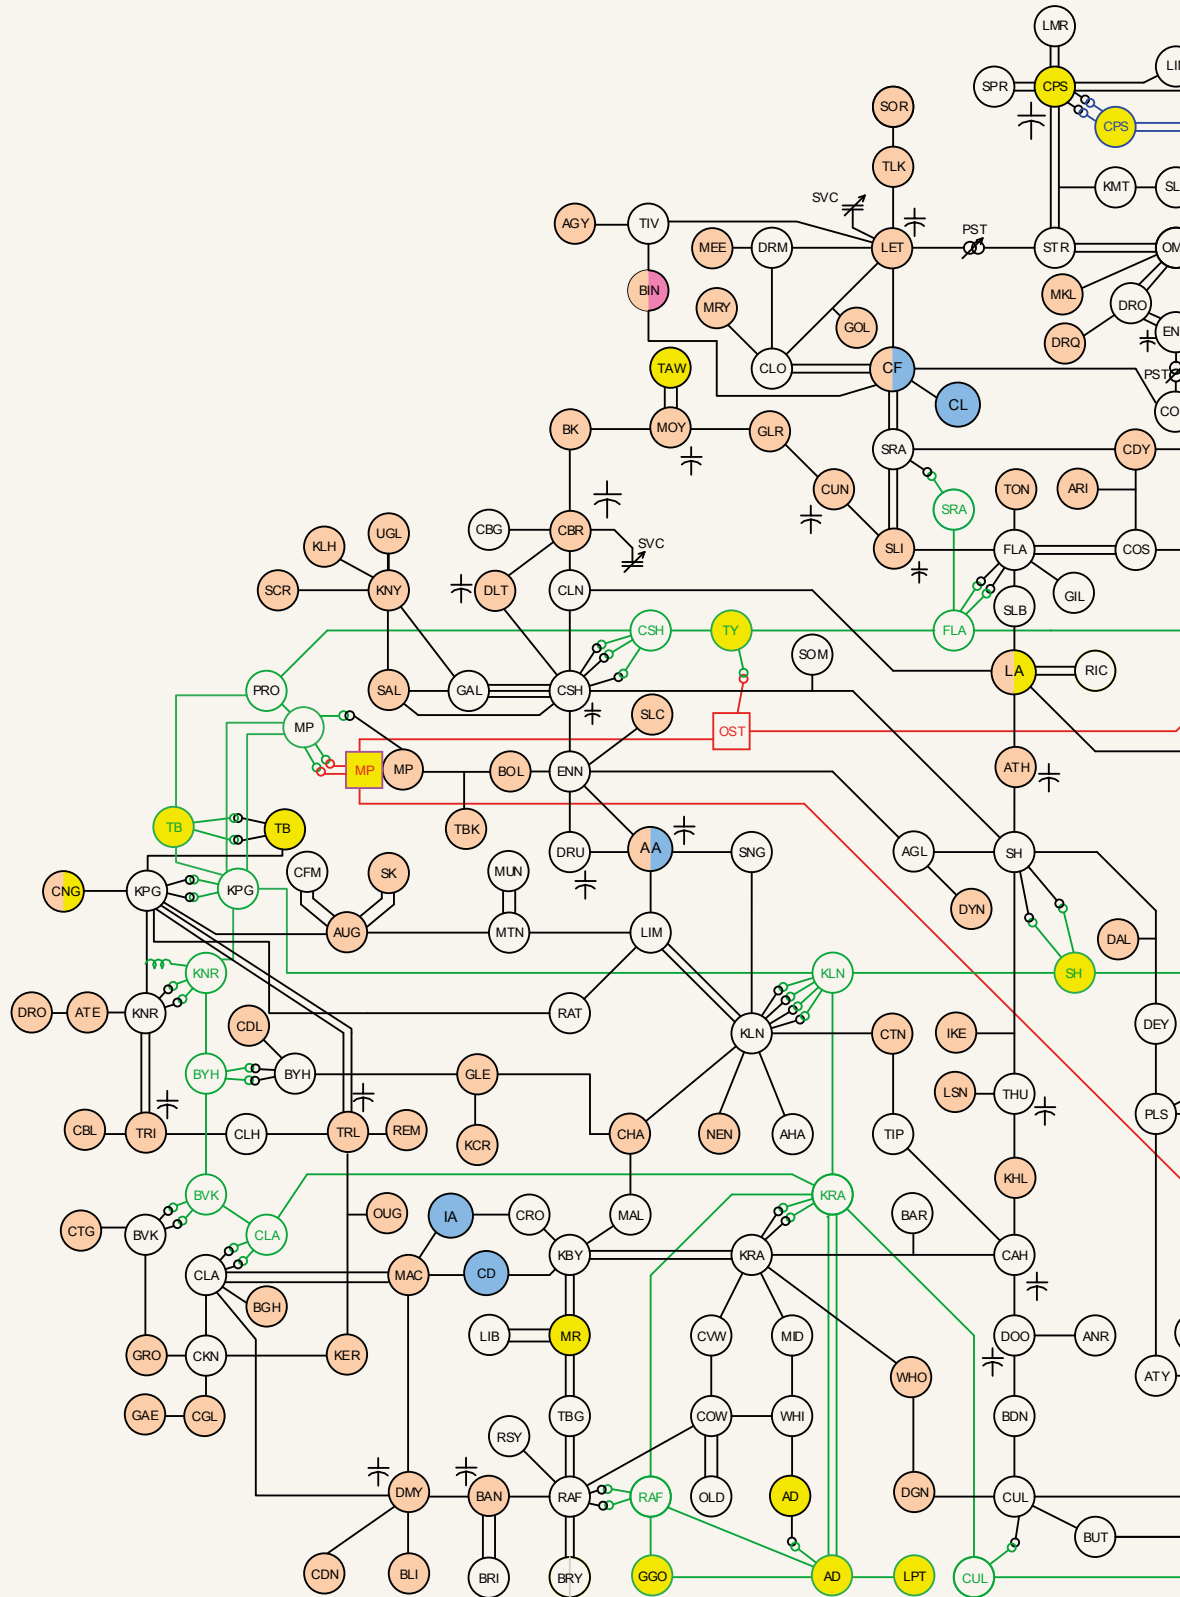 LMR
LI
SPR
CPS
SOR
CPS
TLK
KMT
SL
SVC
AGY
TIV
PST
MEE
DRM
LET
STR
OM
BIN
MKL
DRO
MRY
GOL
EN
DRQ
TAW
CLO
CF
PST
CL
CO
BK
MOY
GLR
SRA
CDY
CUN
TON
ARI
SRA
CBG
CBR
UGL
KLH
SVC
SLI
FLA
COS
SCR
KNY
DLT
CLN
GIL
SLB
CSH
TY
FLA
SOM
LA
RIC
PRO
SAL
GAL
CSH
SLC
MP
OST
MP
MP
BOL
ENN
ATH
TB
TB
TBK
DRU
AA
SNG
AGL
SH
CFM
SK
MUN
CNG
KPG
KPG
DYN
AUG
MTN
LIM
DAL
KNR
KLN
SH
DRO
ATE
KNR
CDL
RAT
KLN
CTN
IKE
DEY
BYH
BYH
GLE
LSN
THU
PLS
CBL
TRI
CLH
TRL
REM
KCR
CHA
NEN
AHA
TIP
KHL
BVK
KRA
CTG
BVK
CLA
OUG
IA
CRO
MAL
BAR
CLA
MAC
CD
KBY
KRA
CAH
BGH
LIB
MR
CVW
MID
DOO
ANR
GRO
CKN
KER
WHO
ATY
GAE
CGL
TBG
COW
WHI
BDN
RSY
DMY
BAN
RAF
RAF
OLD
AD
DGN
CUL
BUT
CDN
BLI
BRI
BRY
GGO
AD
LPT
CUL